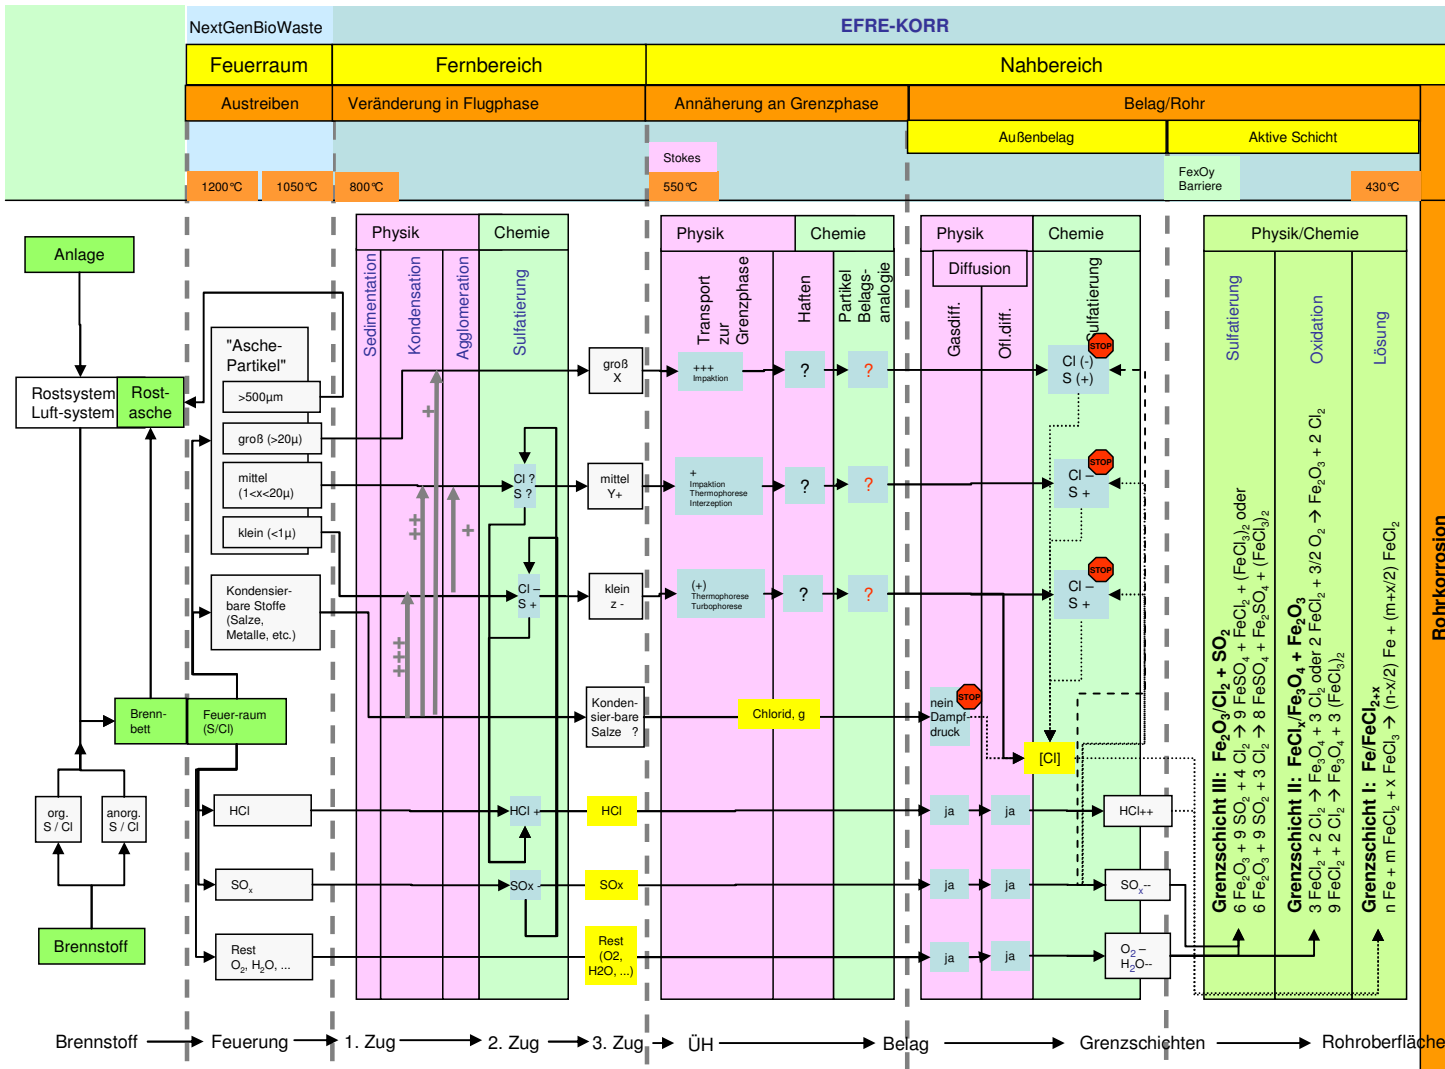 NextGenBioWaste
EFRE-KORR
Feuerraum
Fernbereich
Nahbereich
Austreiben
Veränderung in Flugphase
Annäherung an Grenzphase
Belag/Rohr
Außenbelag
Aktive Schicht
Stokes
FexOy
Barriere
1200°C
1050°C
800°C
550°C
430°C
Physik
Chemie
Physik
Chemie
Physik
Chemie
Physik/Chemie
Sedimentation
Kondensation
Agglomeration
Sulfatierung
Transport
zur
Grenzphase
Haften
Partikel
Belags-
analogie
Diffusion
Gasdiff.
Ofl.diff.
Sulfatierung
Sulfatierung
Oxidation
Lösung
Anlage
Rostsystem
Luft-system
Rost-
asche
"Asche-
Partikel"
>500µm
groß (>20µ)
mittel
(1<x<20µ)
klein (<1µ)
Kondensier-
bare Stoffe
(Salze,
Metalle, etc.)
Brenn-
bett
Feuer-raum
(S/Cl)
org.
S / Cl
anorg.
S / Cl
Brennstoff
HCl
SOₓ
Rest
O₂, H₂O, ...
+
++
+
+++
Cl ?
S ?
Cl –
S +
HCl +
SOx -
groß
X
mittel
Y+
klein
z -
Konden-
sier-bare
Salze ?
HCl
SOx
Rest
(O2,
H2O, ...)
+++
Impaktion
?
?
+
Impaktion
Thermophorese
Interzeption
?
?
(+)
Thermophorese
Turbophorese
?
?
Chlorid, g
STOP
nein
Dampf-
druck
ja
ja
ja
ja
ja
ja
STOP
Cl (-)
S (+)
STOP
Cl –
S +
STOP
Cl –
S +
[Cl]
HCl++
SOₓ--
O₂ –
H₂O--
Grenzschicht III: Fe₂O₃/Cl₂ + SO₂
6 Fe₂O₃ + 9 SO₂ + 4 Cl₂ → 9 FeSO₄ + FeCl₂ + (FeCl₃)₂ oder
6 Fe₂O₃ + 9 SO₂ + 3 Cl₂ → 8 FeSO₄ + Fe₂SO₄ + (FeCl₃)₂
Grenzschicht II: FeClₓ/Fe₃O₄ + Fe₂O₃
3 FeCl₂ + 2 Cl₂ → Fe₃O₄ + 3 Cl₂ oder 2 FeCl₂ + 3/2 O₂ → Fe₂O₃ + 2 Cl₂
9 FeCl₂ + 2 Cl₂ → Fe₃O₄ + 3 (FeCl₃)₂
Grenzschicht I: Fe/FeCl₂₊ₓ
n Fe + m FeCl₂ + x FeCl₃ → (n-x/2) Fe + (m+x/2) FeCl₂
Rohrkorrosion
Brennstoff
Feuerung
1. Zug
2. Zug
3. Zug
ÜH
Belag
Grenzschichten
Rohroberfläche